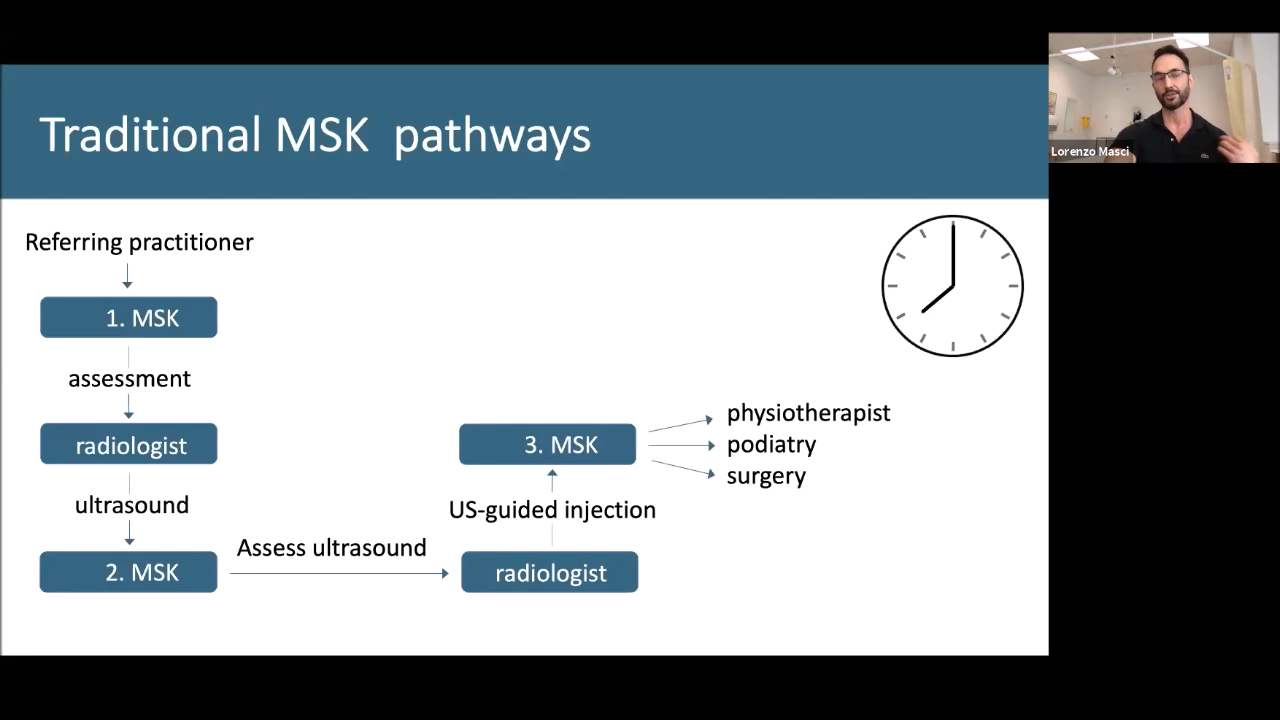 Traditional MSK pathways
Lorenzo Masci
Referring practitioner
1. MSK
assessment
radiologist
ultrasound
2. MSK
Assess ultrasound
radiologist
US-guided injection
3. MSK
physiotherapist
podiatry
surgery